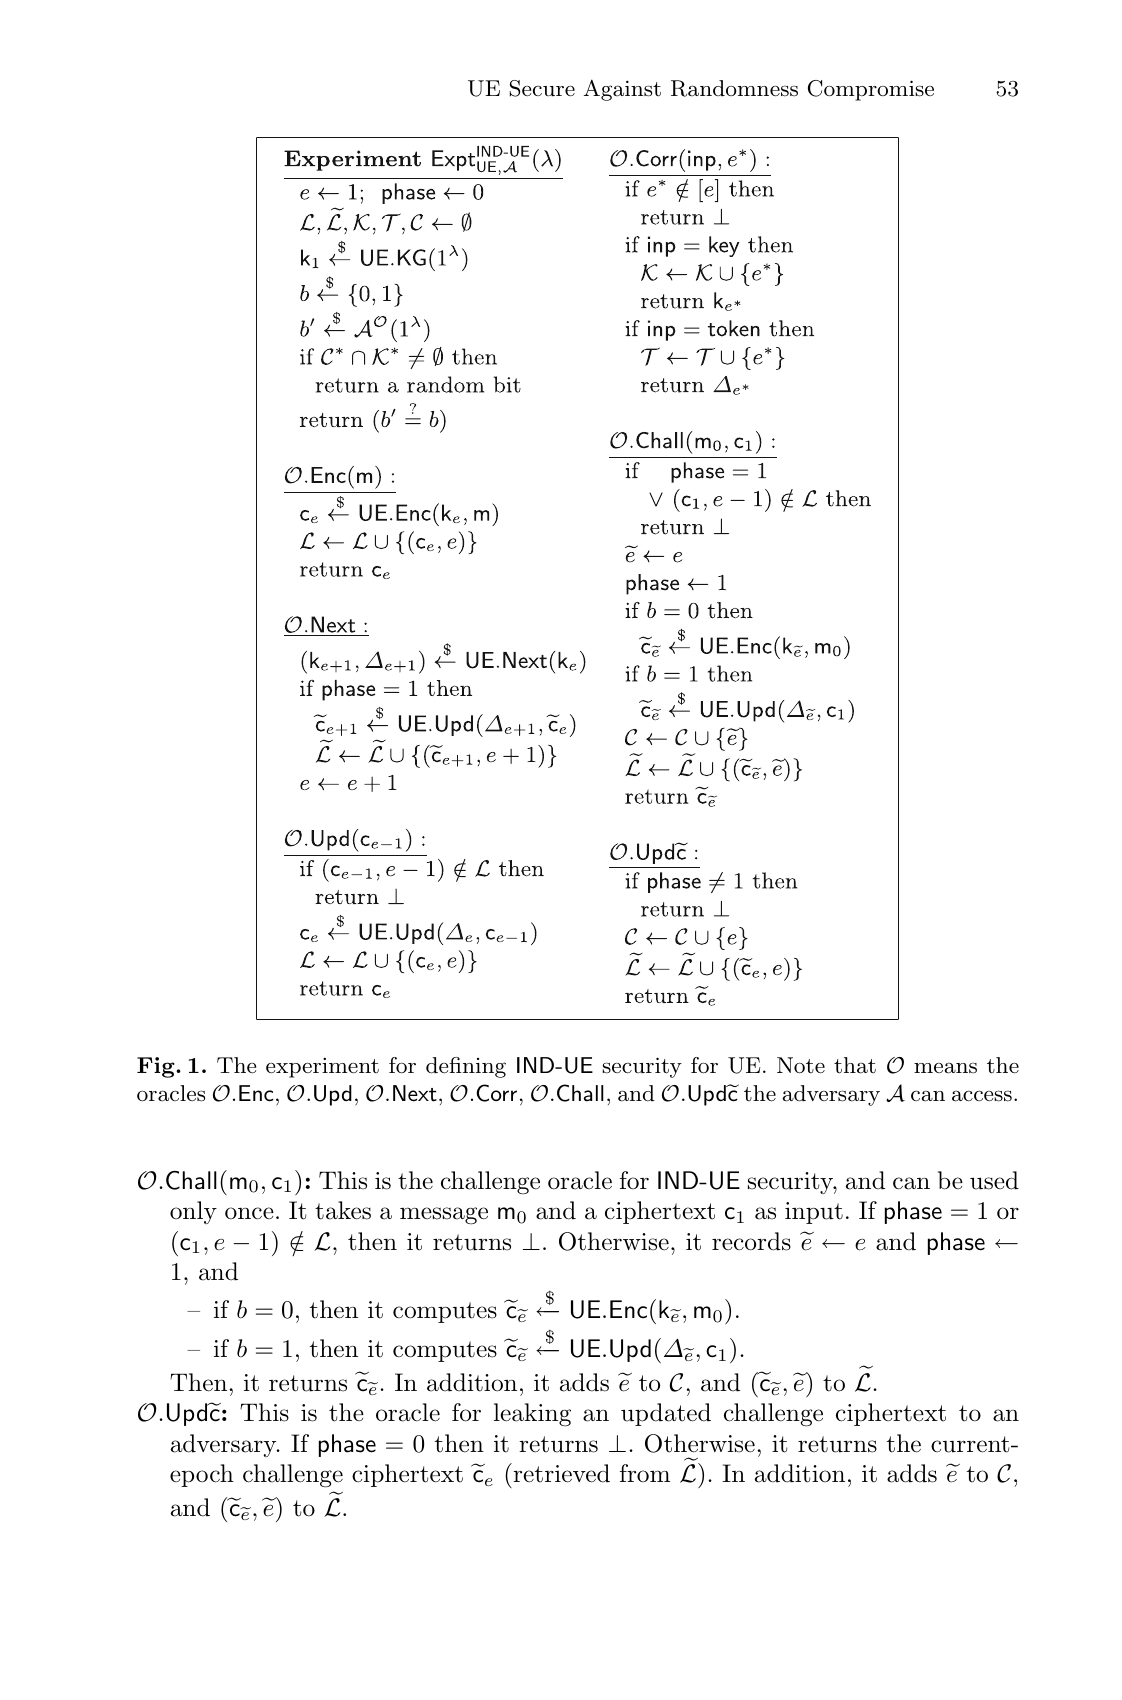 UE Secure Against Randomness Compromise 53
Experiment Expt^{IND-UE}_{UE,𝒜}(λ)
e ← 1; phase ← 0
ℒ, ℒ̃, 𝒦, 𝒯, 𝒞 ← ∅
k₁ ←$ UE.KG(1^λ)
b ←$ {0, 1}
b′ ←$ 𝒜^𝒪(1^λ)
if 𝒞* ∩ 𝒦* ≠ ∅ then
return a random bit
return (b′ =? b)
𝒪.Enc(m) :
c_e ←$ UE.Enc(k_e, m)
ℒ ← ℒ ∪ {(c_e, e)}
return c_e
𝒪.Next :
(k_{e+1}, Δ_{e+1}) ←$ UE.Next(k_e)
if phase = 1 then
c̃_{e+1} ←$ UE.Upd(Δ_{e+1}, c̃_e)
ℒ̃ ← ℒ̃ ∪ {(c̃_{e+1}, e + 1)}
e ← e + 1
𝒪.Upd(c_{e−1}) :
if (c_{e−1}, e − 1) ∉ ℒ then
return ⊥
c_e ←$ UE.Upd(Δ_e, c_{e−1})
ℒ ← ℒ ∪ {(c_e, e)}
return c_e
𝒪.Corr(inp, e*) :
if e* ∉ [e] then
return ⊥
if inp = key then
𝒦 ← 𝒦 ∪ {e*}
return k_{e*}
if inp = token then
𝒯 ← 𝒯 ∪ {e*}
return Δ_{e*}
𝒪.Chall(m₀, c₁) :
if phase = 1
∨ (c₁, e − 1) ∉ ℒ then
return ⊥
ẽ ← e
phase ← 1
if b = 0 then
c̃_ẽ ←$ UE.Enc(k_ẽ, m₀)
if b = 1 then
c̃_ẽ ←$ UE.Upd(Δ_ẽ, c₁)
𝒞 ← 𝒞 ∪ {ẽ}
ℒ̃ ← ℒ̃ ∪ {(c̃_ẽ, ẽ)}
return c̃_ẽ
𝒪.Updc̃ :
if phase ≠ 1 then
return ⊥
𝒞 ← 𝒞 ∪ {e}
ℒ̃ ← ℒ̃ ∪ {(c̃_e, e)}
return c̃_e
Fig. 1. The experiment for defining IND-UE security for UE. Note that 𝒪 means the
oracles 𝒪.Enc, 𝒪.Upd, 𝒪.Next, 𝒪.Corr, 𝒪.Chall, and 𝒪.Updc̃ the adversary 𝒜 can access.
𝒪.Chall(m₀, c₁): This is the challenge oracle for IND-UE security, and can be used
only once. It takes a message m₀ and a ciphertext c₁ as input. If phase = 1 or
(c₁, e − 1) ∉ ℒ, then it returns ⊥. Otherwise, it records ẽ ← e and phase ←
1, and
– if b = 0, then it computes c̃_ẽ ←$ UE.Enc(k_ẽ, m₀).
– if b = 1, then it computes c̃_ẽ ←$ UE.Upd(Δ_ẽ, c₁).
Then, it returns c̃_ẽ. In addition, it adds ẽ to 𝒞, and (c̃_ẽ, ẽ) to ℒ̃.
𝒪.Updc̃: This is the oracle for leaking an updated challenge ciphertext to an
adversary. If phase = 0 then it returns ⊥. Otherwise, it returns the current-
epoch challenge ciphertext c̃_e (retrieved from ℒ̃). In addition, it adds ẽ to 𝒞,
and (c̃_ẽ, ẽ) to ℒ̃.